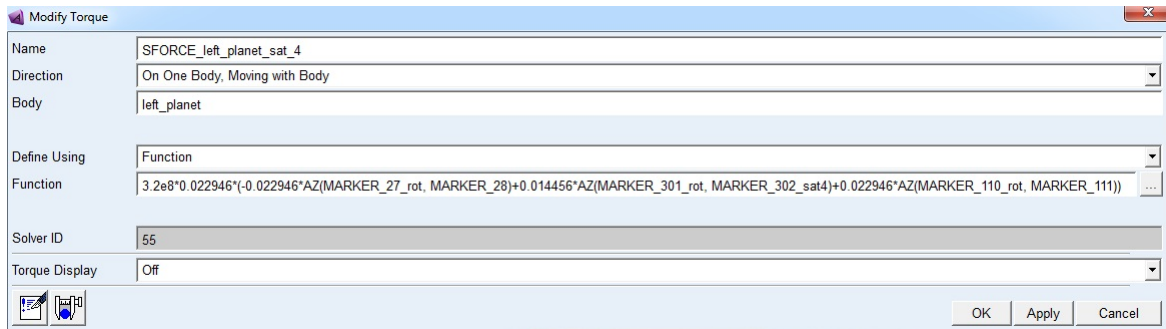 Modify Torque
Name SFORCE_left_planet_sat_4
Direction On One Body, Moving with Body
Body left_planet
Define Using Function
Function 3.2e8*0.022946*(-0.022946*AZ(MARKER_27_rot, MARKER_28)+0.014456*AZ(MARKER_301_rot, MARKER_302_sat4)+0.022946*AZ(MARKER_110_rot, MARKER_111)) ...
Solver ID 55
Torque Display Off
OK Apply Cancel